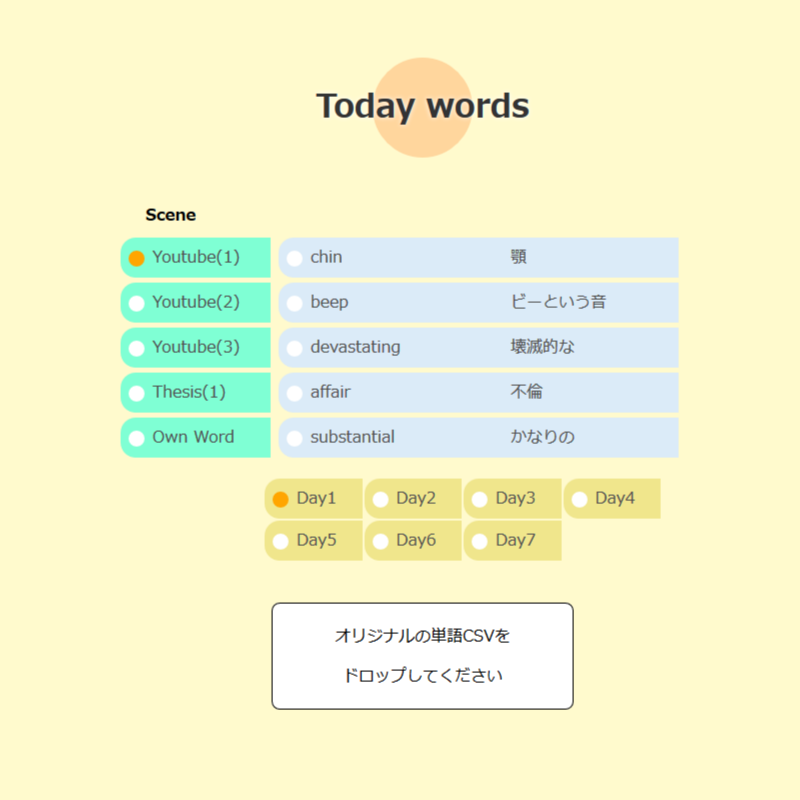 Today words
Scene
Youtube(1) chin 顎
Youtube(2) beep ビーという音
Youtube(3) devastating 壊滅的な
Thesis(1) affair 不倫
Own Word substantial かなりの
Day1 Day2 Day3 Day4
Day5 Day6 Day7
オリジナルの単語CSVを
ドロップしてください